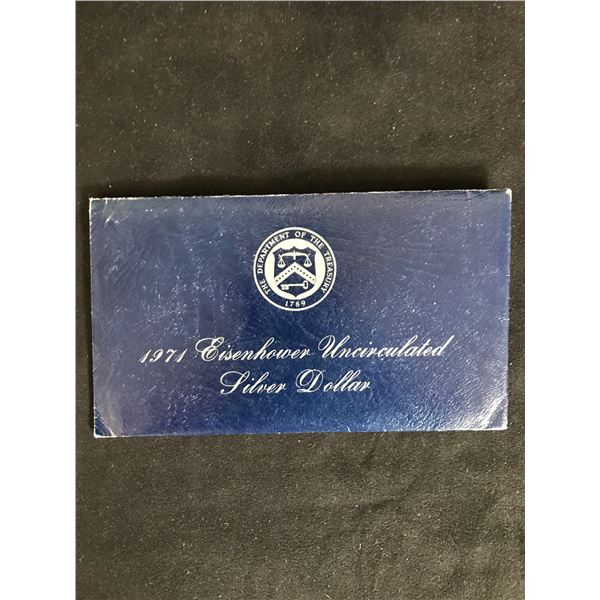 THE DEPARTMENT OF THE TREASURY
1789
1971 Eisenhower Uncirculated
Silver Dollar